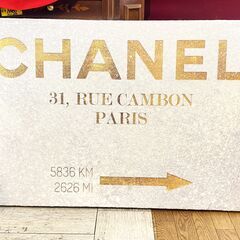 CHANEL
31, RUE CAMBON
PARIS
5836 KM
2626 MI